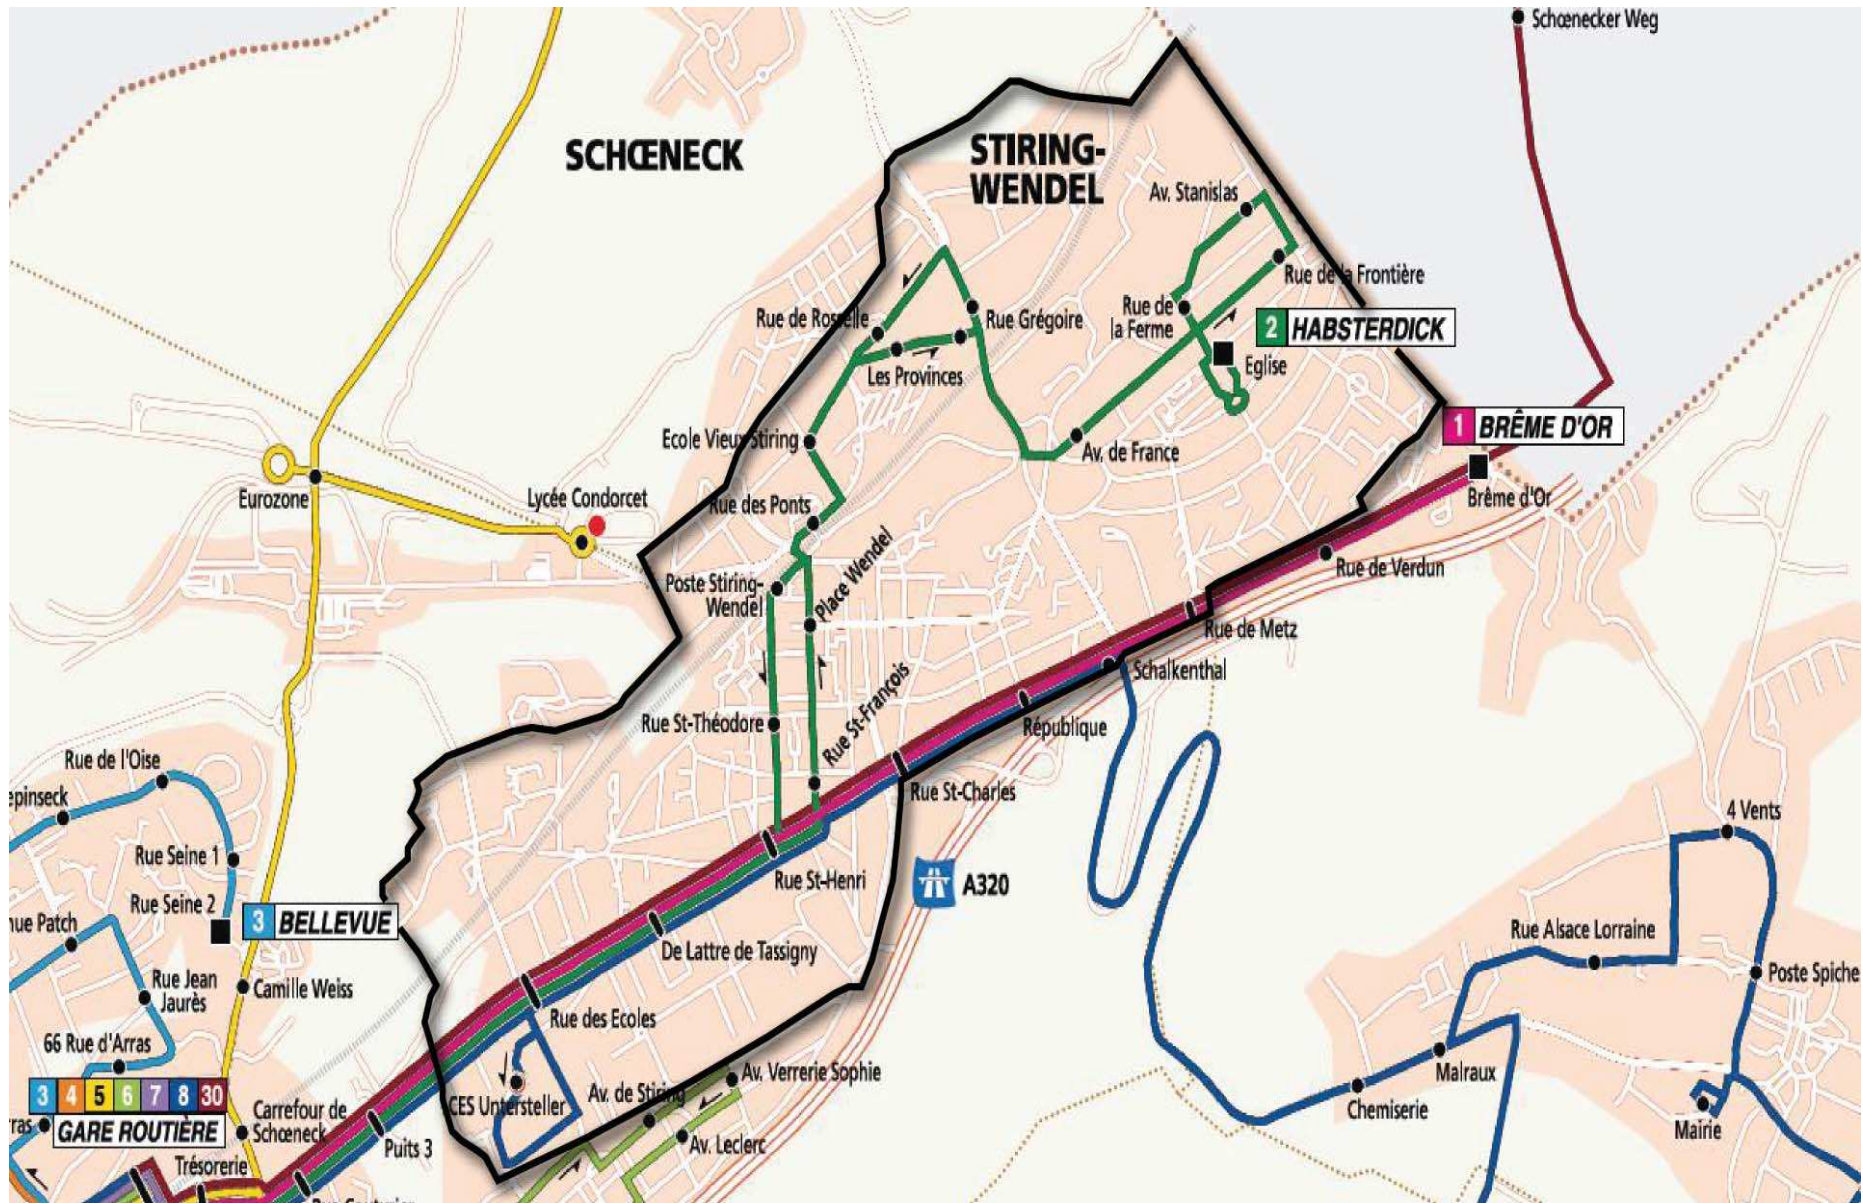 Schœnecker Weg
SCHŒNECK
STIRING-
WENDEL
Av. Stanislas
Rue de la Frontière
Rue de
la Ferme
2 HABSTERDICK
Eglise
Rue de Rosselle
Rue Grégoire
Les Provinces
Ecole Vieux Stiring
Av. de France
1 BRÊME D'OR
Brême d'Or
Eurozone
Lycée Condorcet
Rue des Ponts
Poste Stiring-
Wendel
Place Wendel
Rue de Verdun
Rue de Metz
Schalkenthal
République
Rue St-Théodore
Rue St-François
Rue St-Charles
Rue de l'Oise
epinseck
Rue Seine 1
Rue Seine 2
3 BELLEVUE
nue Patch
Rue Jean
Jaurès
Camille Weiss
66 Rue d'Arras
Rue St-Henri
A320
De Lattre de Tassigny
Rue des Ecoles
4 Vents
Rue Alsace Lorraine
Poste Spiche
Malraux
Chemiserie
Mairie
CES Untersteller
Av. de Stiring
Av. Verrerie Sophie
Av. Leclerc
3 4 5 6 7 8 30
GARE ROUTIÈRE
rras
Carrefour de
Schœneck
Puits 3
Trésorerie